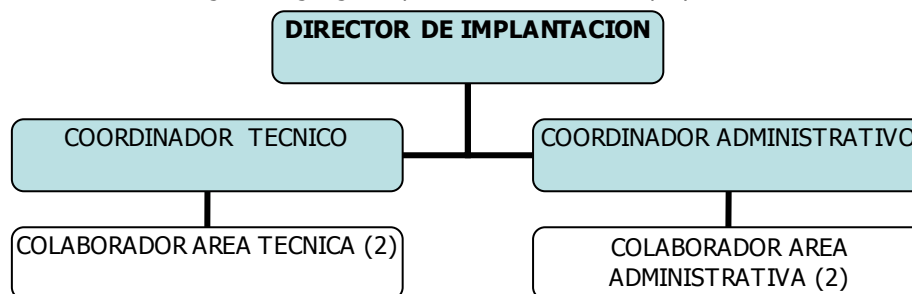 DIRECTOR DE IMPLANTACION
COORDINADOR TECNICO
COORDINADOR ADMINISTRATIVO
COLABORADOR AREA TECNICA (2)
COLABORADOR AREA
ADMINISTRATIVA (2)